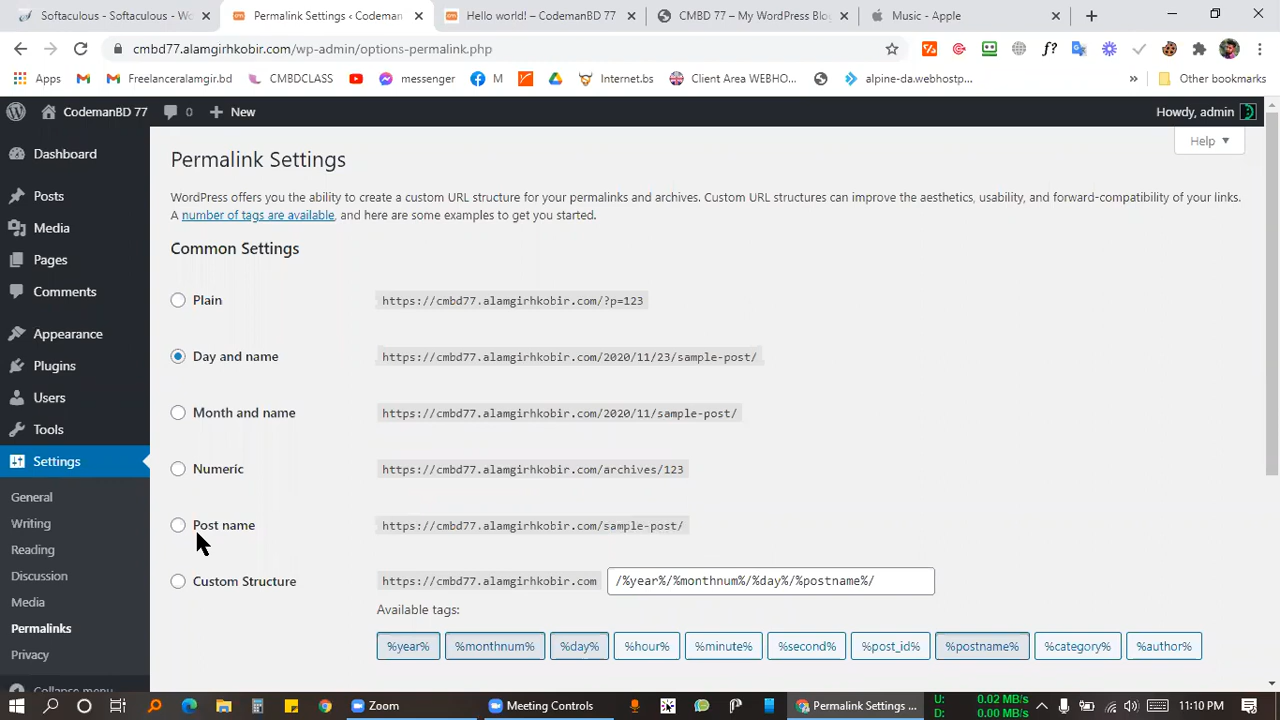 Softaculous - Softaculous - Wo
Permalink Settings ‹ Codeman
Hello world! – CodemanBD 77
CMBD 77 – My WordPress Blog
Music - Apple
cmbd77.alamgirhkobir.com/wp-admin/options-permalink.php
Apps
Freelanceralamgir.bd
CMBDCLASS
messenger
M
Internet.bs
Client Area WEBHO...
alpine-da.webhostp...
Other bookmarks
CodemanBD 77
0
New
Howdy, admin
Help
Dashboard
Posts
Media
Pages
Comments
Appearance
Plugins
Users
Tools
Settings
General
Writing
Reading
Discussion
Media
Permalinks
Privacy
Collapse menu
Permalink Settings
WordPress offers you the ability to create a custom URL structure for your permalinks and archives. Custom URL structures can improve the aesthetics, usability, and forward-compatibility of your links.
A number of tags are available, and here are some examples to get you started.
Common Settings
Plain https://cmbd77.alamgirhkobir.com/?p=123
Day and name https://cmbd77.alamgirhkobir.com/2020/11/23/sample-post/
Month and name https://cmbd77.alamgirhkobir.com/2020/11/sample-post/
Numeric https://cmbd77.alamgirhkobir.com/archives/123
Post name https://cmbd77.alamgirhkobir.com/sample-post/
Custom Structure https://cmbd77.alamgirhkobir.com /%year%/%monthnum%/%day%/%postname%/
Available tags:
%year% %monthnum% %day% %hour% %minute% %second% %post_id% %postname% %category% %author%
Zoom
Meeting Controls
Permalink Settings ...
U: 0.02 MB/s
D: 0.00 MB/s
11:10 PM